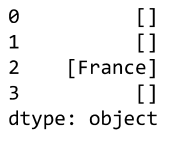 0          []
1          []
2    [France]
3          []
dtype: object